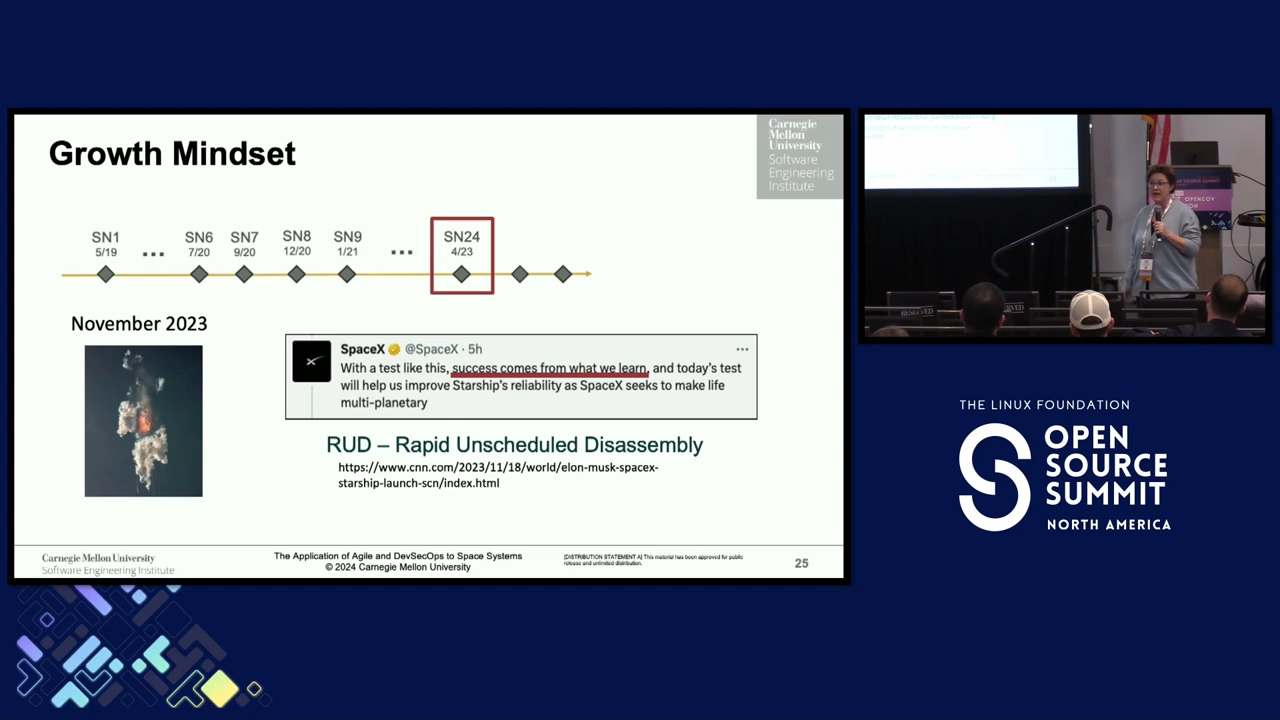 Growth Mindset
Carnegie
Mellon
University
Software
Engineering
Institute
SN1
5/19
...
SN6
7/20
SN7
9/20
SN8
12/20
SN9
1/21
...
SN24
4/23
November 2023
SpaceX @SpaceX · 5h
With a test like this, success comes from what we learn, and today's test
will help us improve Starship's reliability as SpaceX seeks to make life
multi-planetary
RUD – Rapid Unscheduled Disassembly
https://www.cnn.com/2023/11/18/world/elon-musk-spacex-
starship-launch-scn/index.html
Carnegie Mellon University
Software Engineering Institute
The Application of Agile and DevSecOps to Space Systems
© 2024 Carnegie Mellon University
[DISTRIBUTION STATEMENT A] This material has been approved for public
release and unlimited distribution.
25
Unscheduled Disassembly
RESERVED
OPENGOV
THE LINUX FOUNDATION
OPEN
SOURCE
SUMMIT
NORTH AMERICA